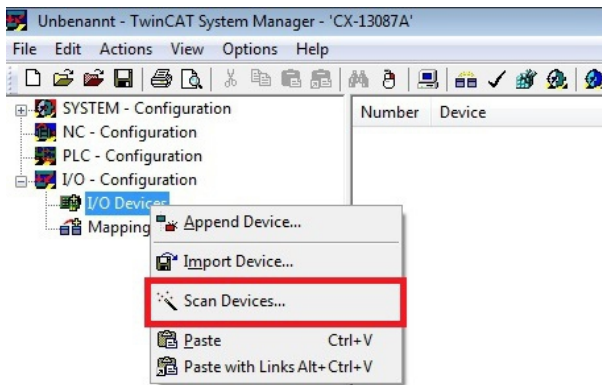 Unbenannt - TwinCAT System Manager - 'CX-13087A'
File Edit Actions View Options Help
SYSTEM - Configuration
NC - Configuration
PLC - Configuration
I/O - Configuration
I/O Devices
Mapping
Number Device
Append Device...
Import Device...
Scan Devices...
Paste Ctrl+V
Paste with Links Alt+Ctrl+V